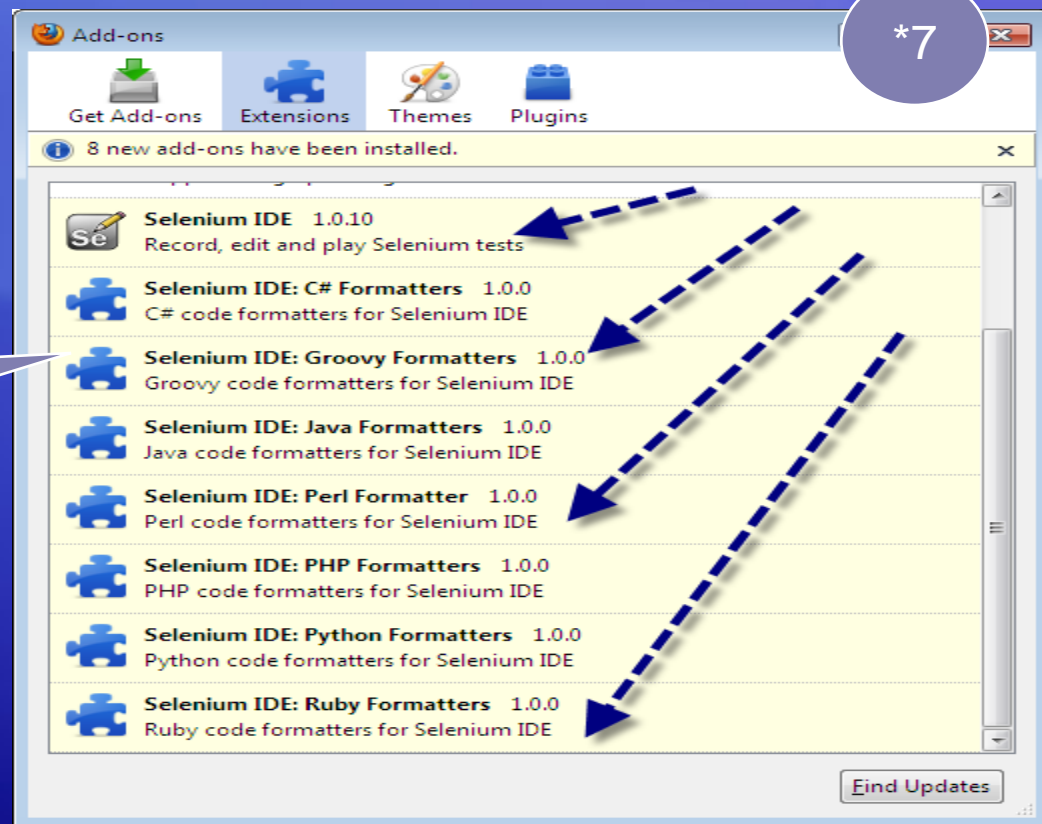 Add-ons
*7
Get Add-ons Extensions Themes Plugins
8 new add-ons have been installed.
Selenium IDE 1.0.10
Record, edit and play Selenium tests
Selenium IDE: C# Formatters 1.0.0
C# code formatters for Selenium IDE
Selenium IDE: Groovy Formatters 1.0.0
Groovy code formatters for Selenium IDE
Selenium IDE: Java Formatters 1.0.0
Java code formatters for Selenium IDE
Selenium IDE: Perl Formatter 1.0.0
Perl code formatters for Selenium IDE
Selenium IDE: PHP Formatters 1.0.0
PHP code formatters for Selenium IDE
Selenium IDE: Python Formatters 1.0.0
Python code formatters for Selenium IDE
Selenium IDE: Ruby Formatters 1.0.0
Ruby code formatters for Selenium IDE
Find Updates